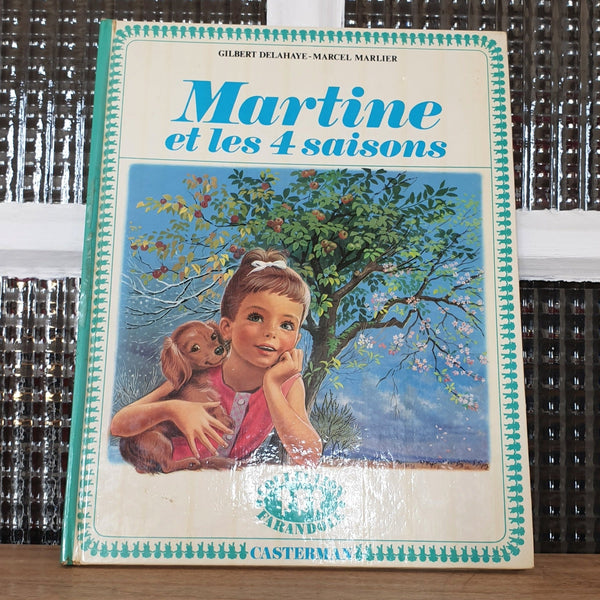 GILBERT DELAHAYE-MARCEL MARLIER
Martine
et les 4 saisons
FARANDOLE
CASTERMAN